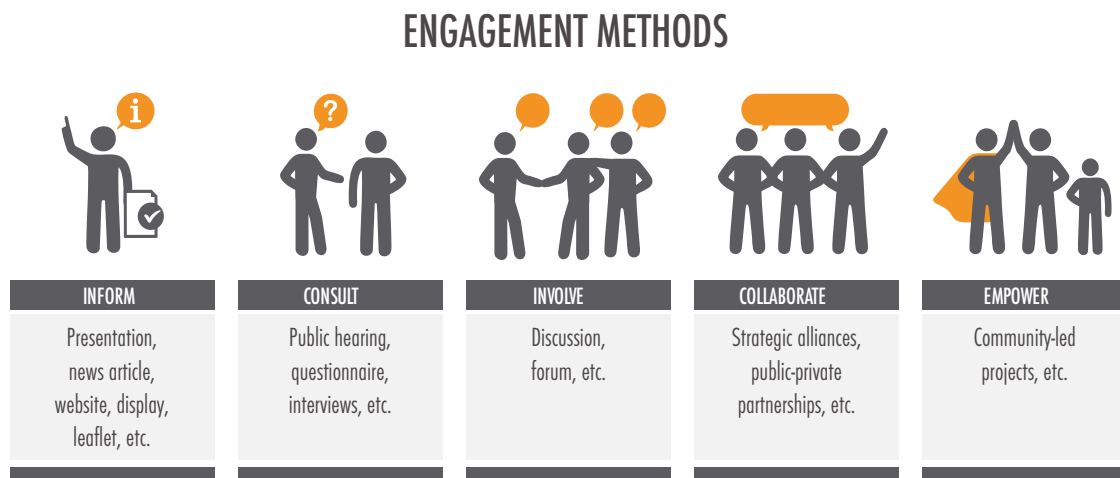 ENGAGEMENT METHODS
i
?
INFORM
Presentation,
news article,
website, display,
leaflet, etc.
CONSULT
Public hearing,
questionnaire,
interviews, etc.
INVOLVE
Discussion,
forum, etc.
COLLABORATE
Strategic alliances,
public-private
partnerships, etc.
EMPOWER
Community-led
projects, etc.